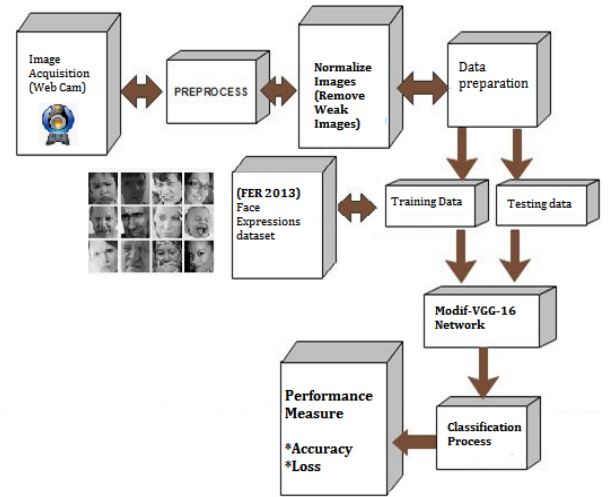 Image
Acquisition
(Web Cam)
PREPROCESS
Normalize
Images
(Remove
Weak
Images)
Data
preparation
(FER 2013)
Face
Expressions
dataset
Training Data
Testing data
Modif-VGG-16
Network
Classification
Process
Performance
Measure
*Accuracy
*Loss